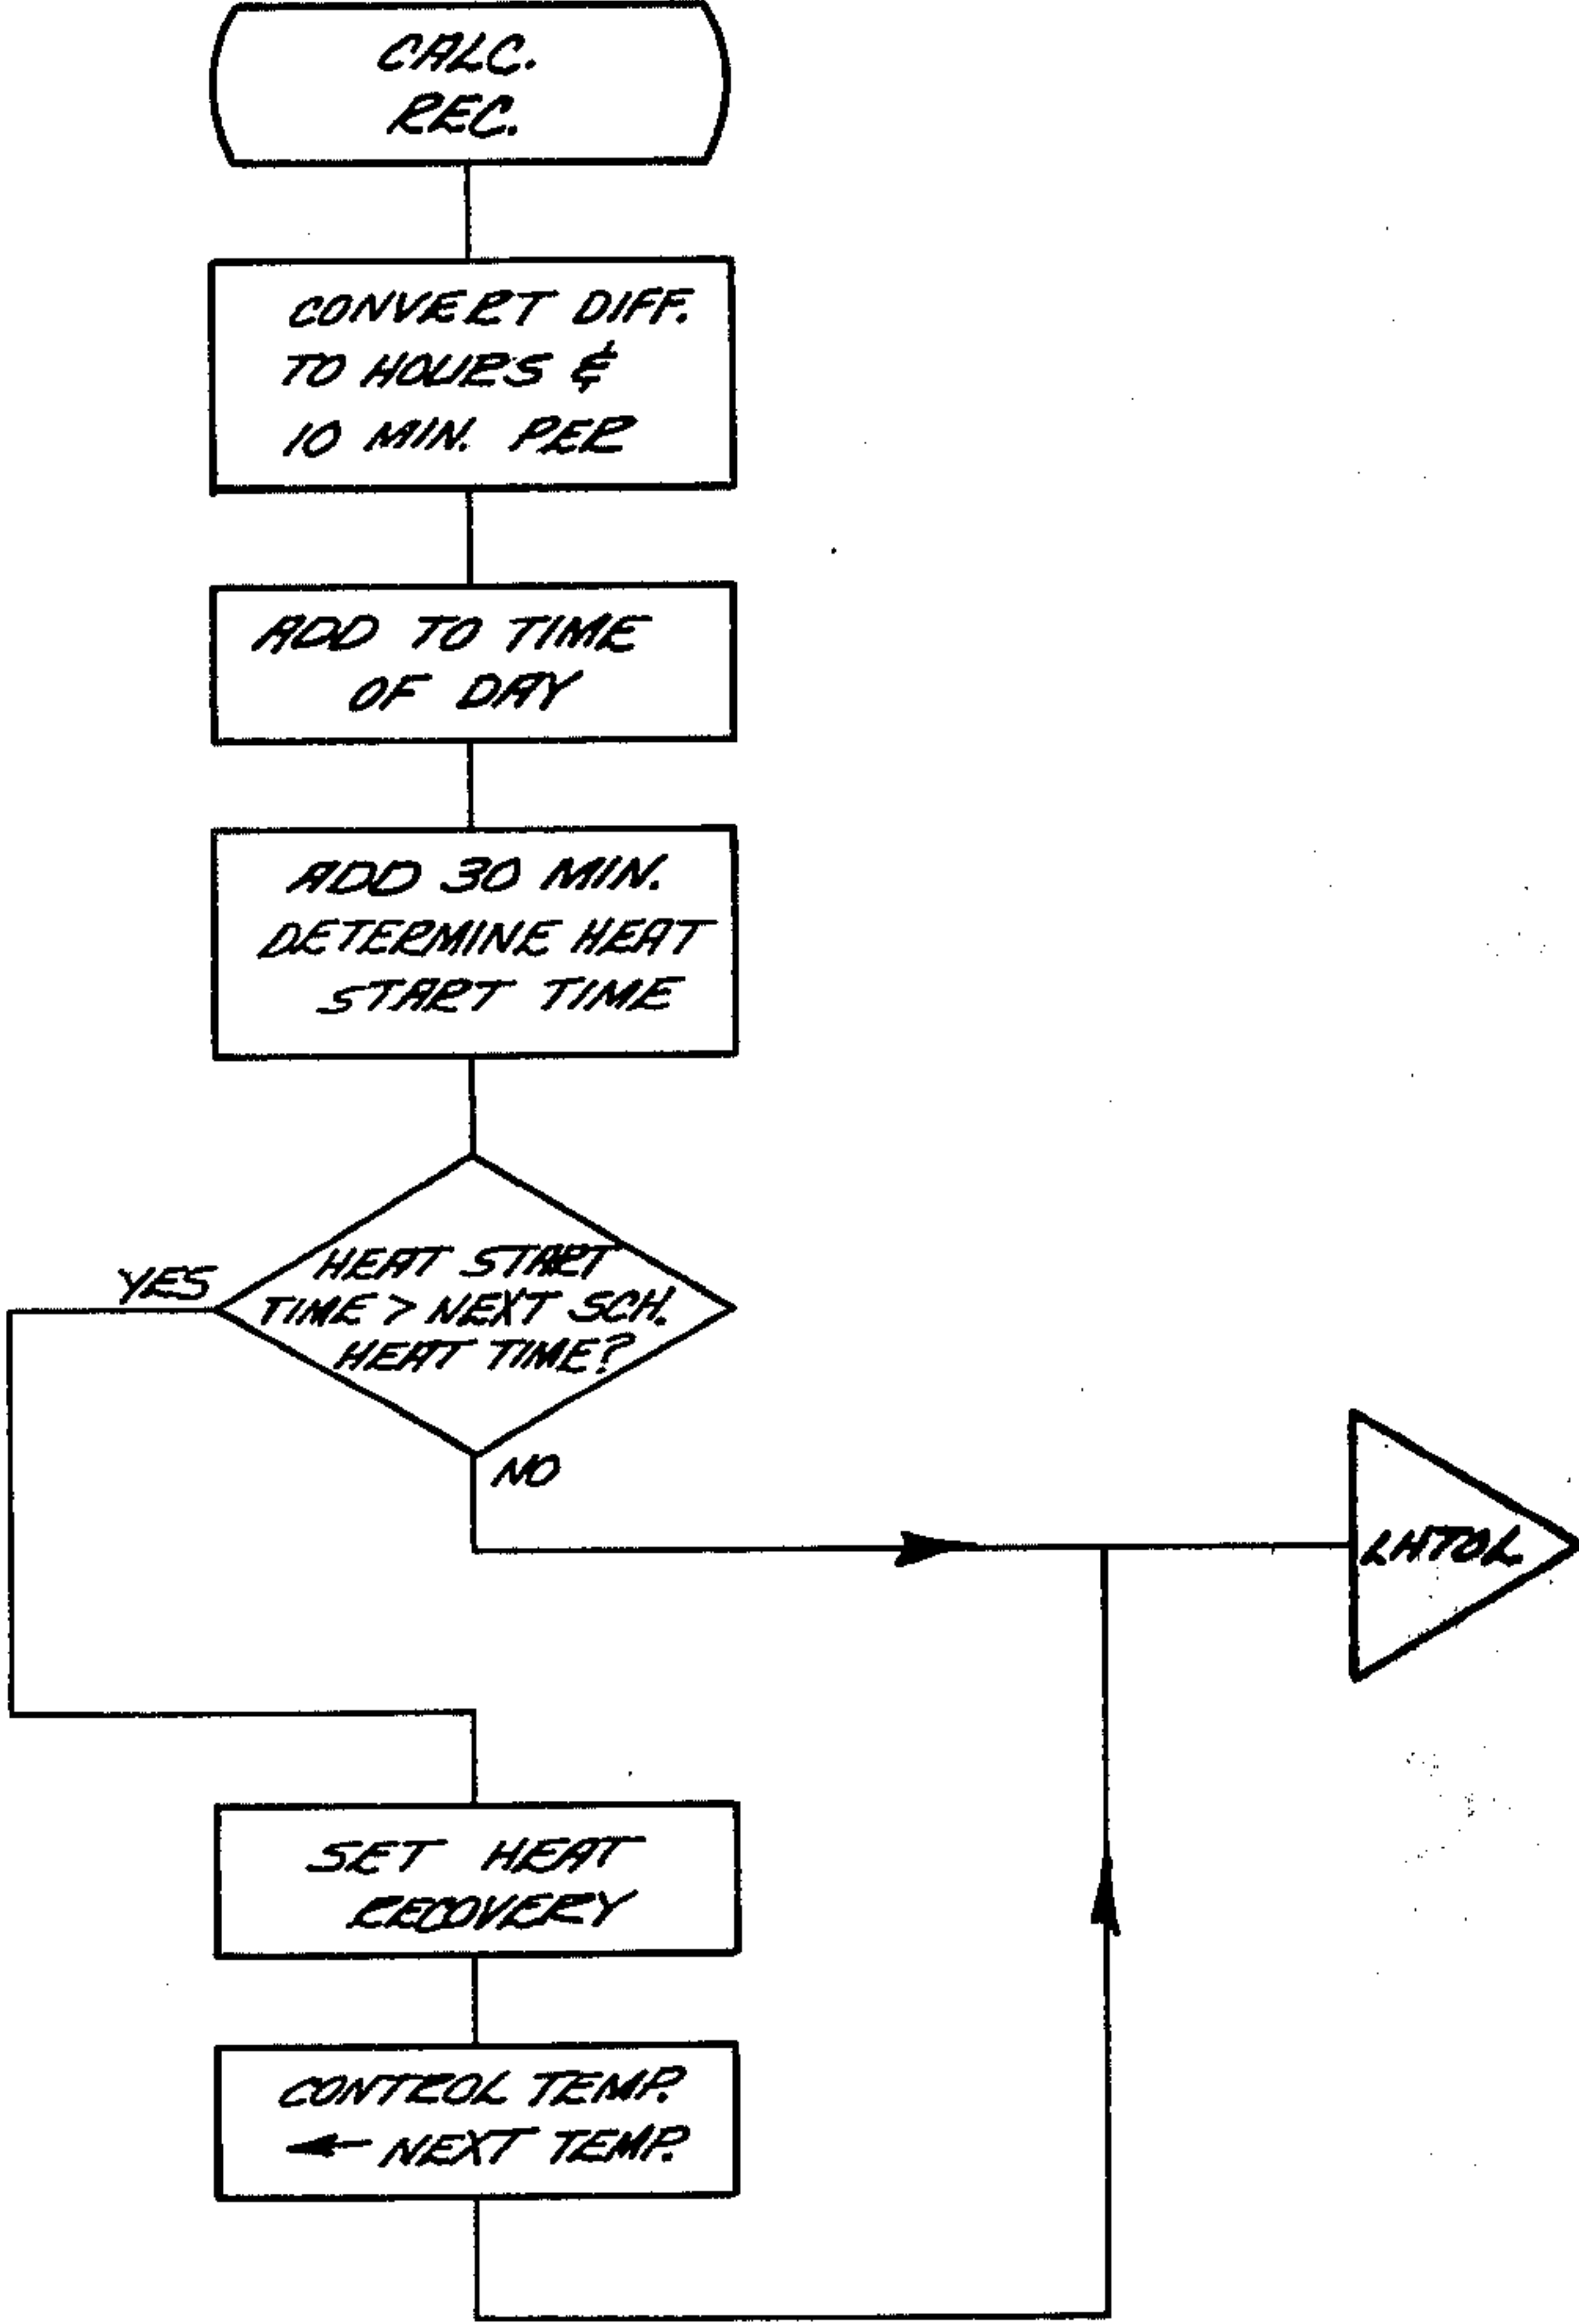 CALC.
REC.
CONVERT DIFF.
TO HOURS &
10 MIN. PER
ADD TO TIME
OF DAY
ADD 30 MIN.
DETERMINE HEAT
START TIME
YES
HEAT START
TIME > NEXT SCH.
HEAT TIME?
NO
LHTOL
SET HEAT
RECOVERY
CONTROL TEMP.
← NEXT TEMP.